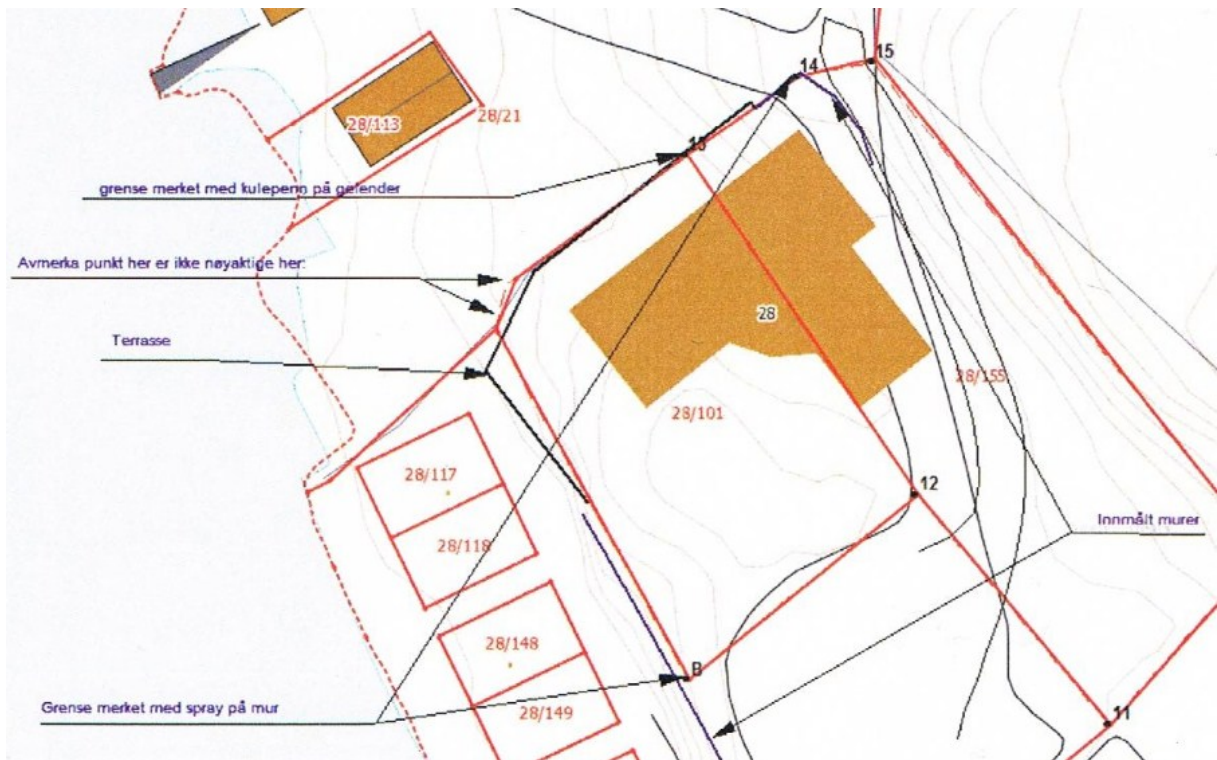 15
14
28/113
28/21
13
grense merket med kulepenn på gelender
Avmerka punkt her er ikke nøyaktige her:
28
Terrasse
28/155
28/101
28/117
12
Innmålt murer
28/118
28/148
B
Grense merket med spray på mur
28/149
11